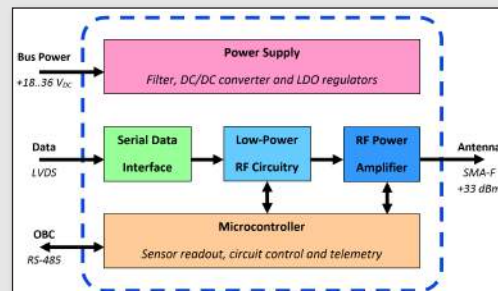 Power Supply
Filter, DC/DC converter and LDO regulators
Bus Power
+18..36 VDC
Data
LVDS
Serial Data
Interface
Low-Power
RF Circuitry
RF Power
Amplifier
Antenna
SMA-F
+33 dBm
OBC
RS-485
Microcontroller
Sensor readout, circuit control and telemetry